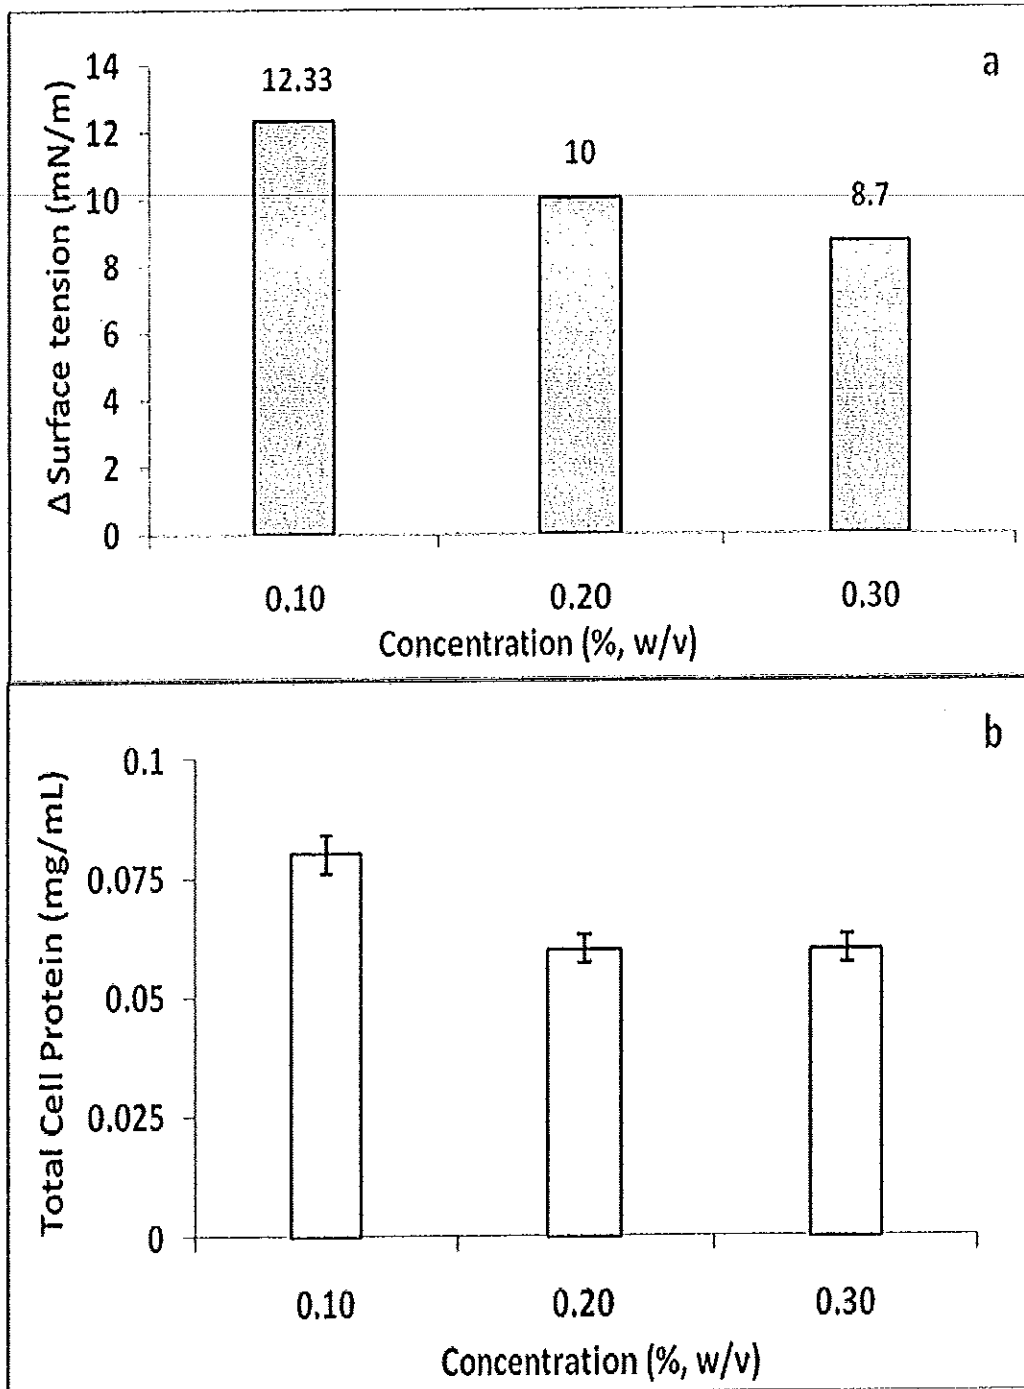 a
Δ Surface tension (mN/m)
14
12
10
8
6
4
2
0
12.33
10
8.7
0.10 0.20 0.30
Concentration (%, w/v)
b
Total Cell Protein (mg/mL)
0.1
0.075
0.05
0.025
0
0.10 0.20 0.30
Concentration (%, w/v)